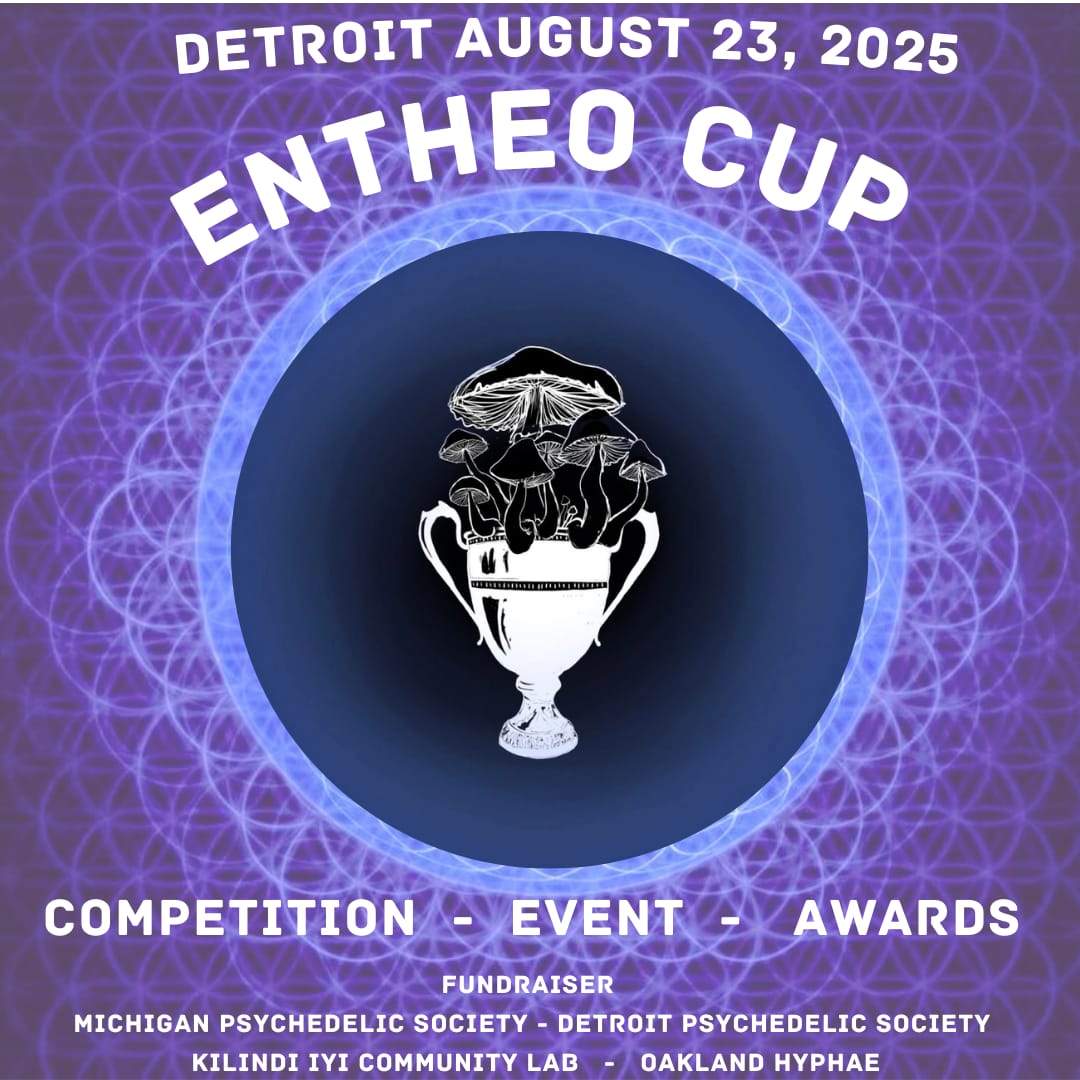 DETROIT AUGUST 23, 2025
ENTHEO CUP
COMPETITION - EVENT - AWARDS
FUNDRAISER
MICHIGAN PSYCHEDELIC SOCIETY - DETROIT PSYCHEDELIC SOCIETY
KILINDI IYI COMMUNITY LAB - OAKLAND HYPHAE